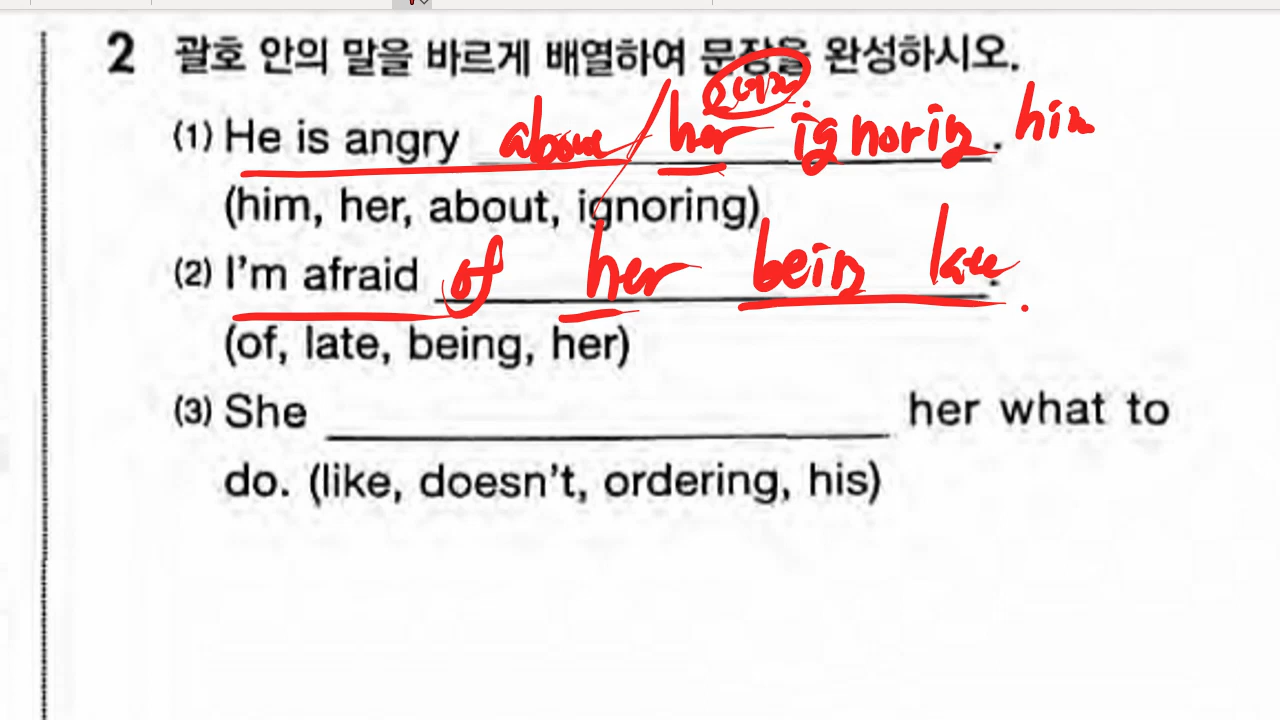 2 괄호 안의 말을 바르게 배열하여 문장을 완성하시오.
(1) He is angry about her ignoring him.
(him, her, about, ignoring)
(2) I'm afraid of her being late.
(of, late, being, her)
(3) She her what to
do. (like, doesn't, ordering, his)